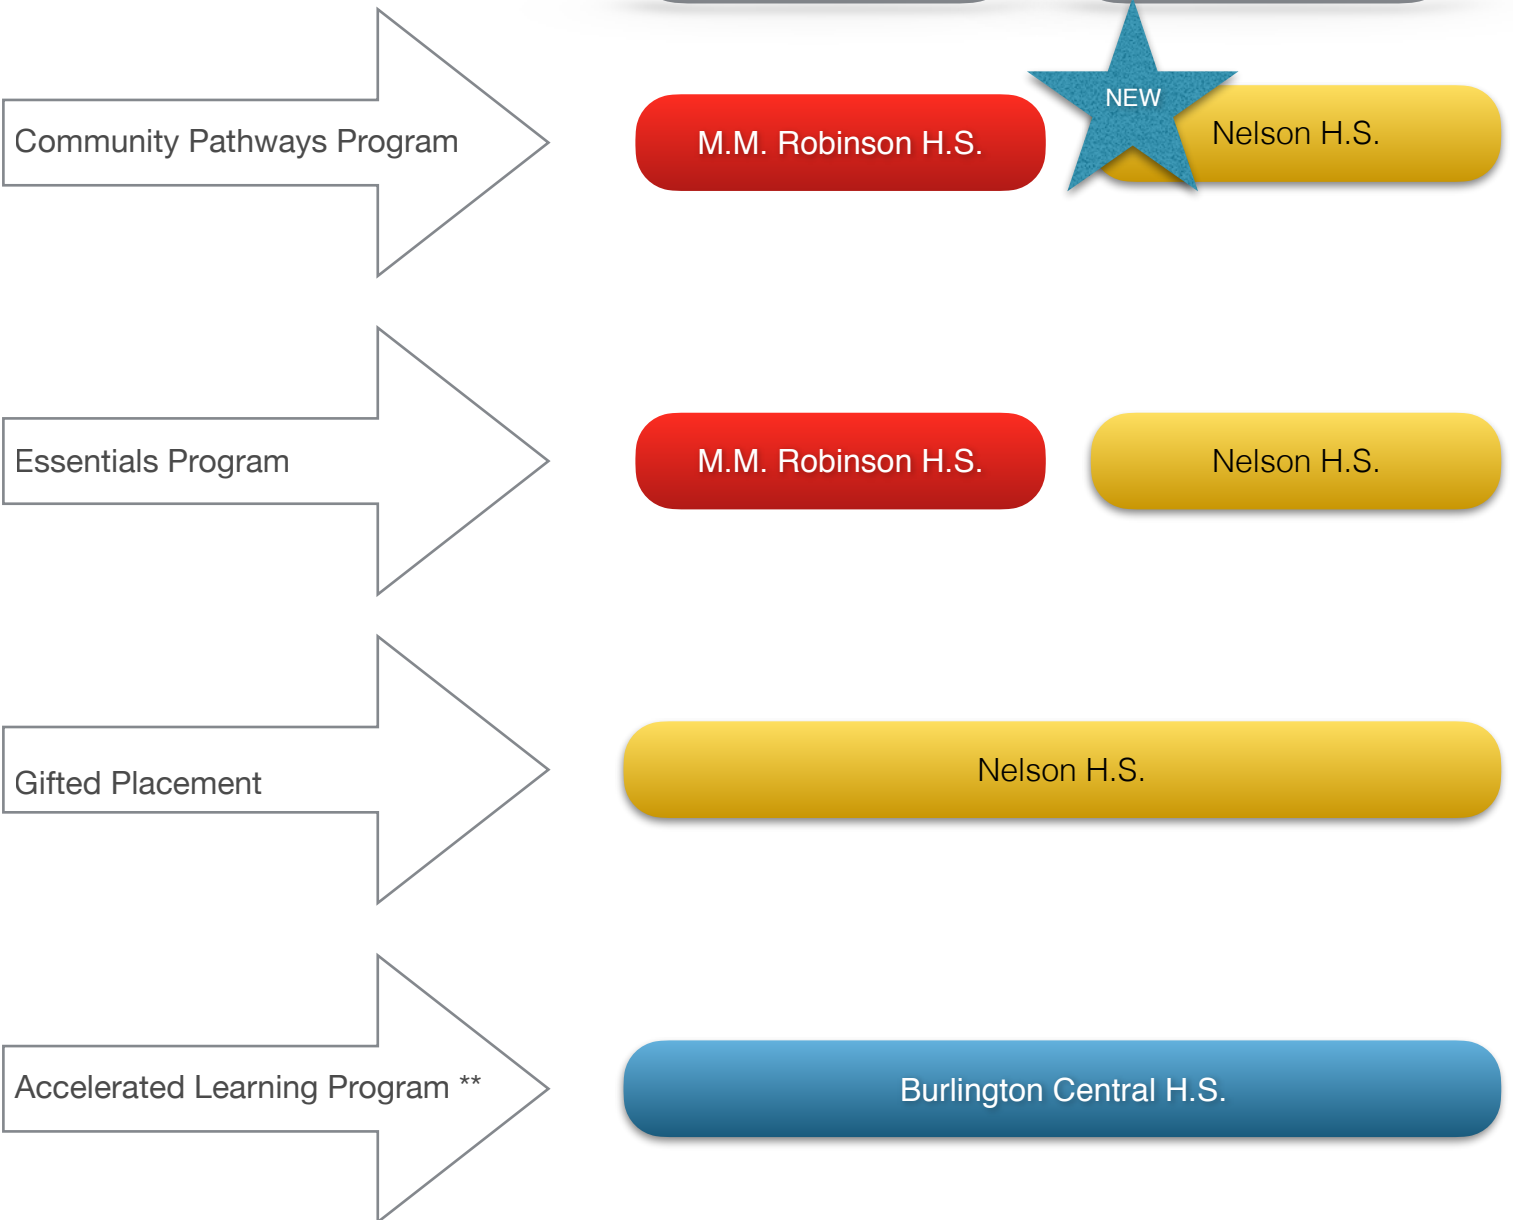 Community Pathways Program
M.M. Robinson H.S.
NEW
Nelson H.S.
Essentials Program
M.M. Robinson H.S.
Nelson H.S.
Gifted Placement
Nelson H.S.
Accelerated Learning Program **
Burlington Central H.S.